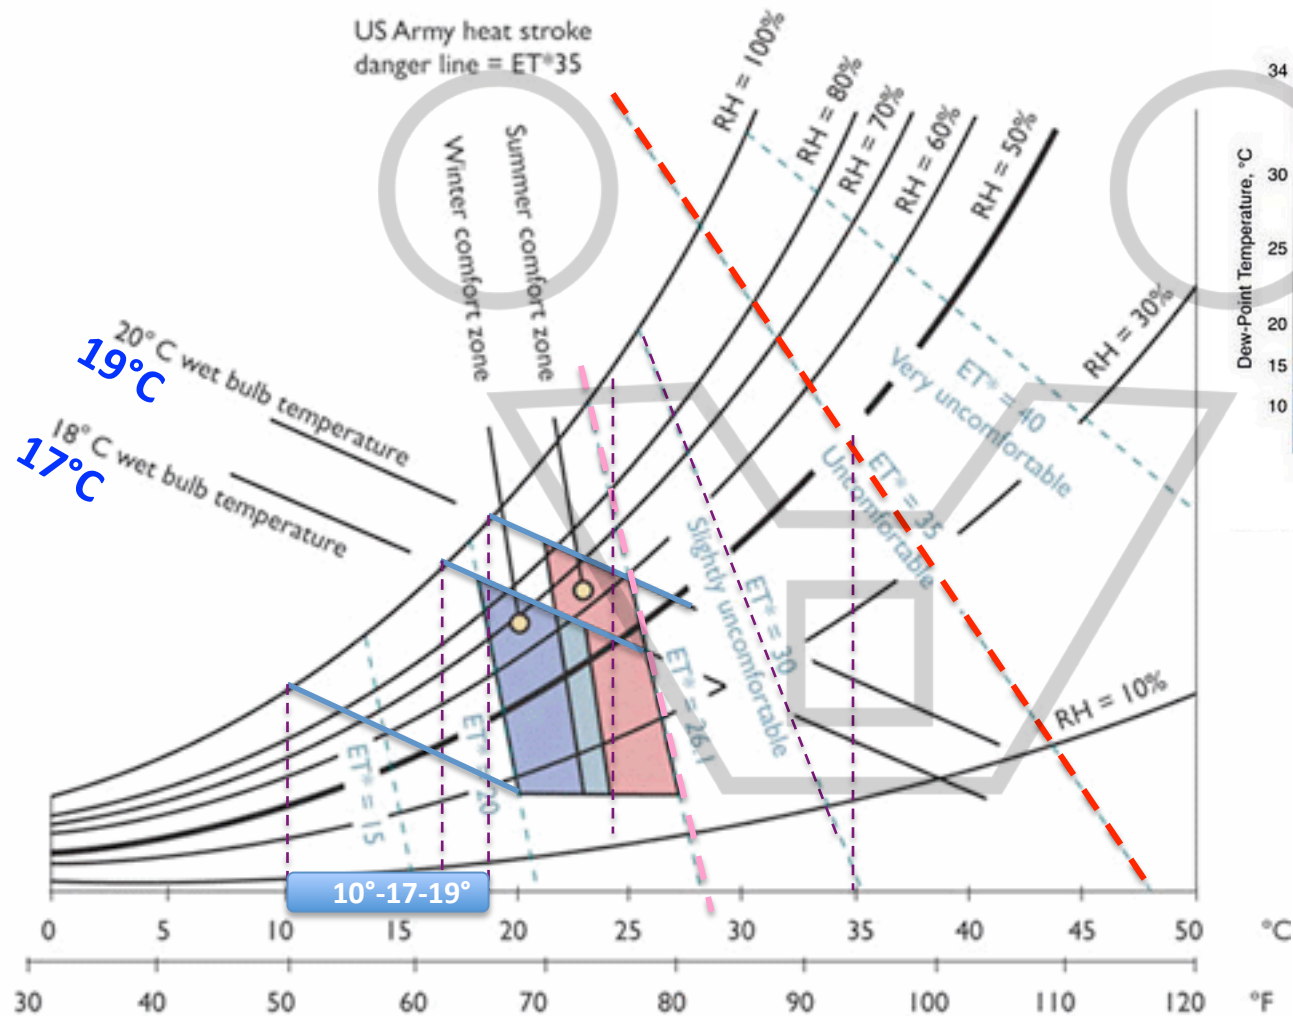 US Army heat stroke
danger line = ET*35
RH = 100%
RH = 80%
RH = 70%
RH = 60%
RH = 50%
RH = 30%
RH = 10%
Winter comfort zone
Summer comfort zone
20° C wet bulb temperature
19°C
18° C wet bulb temperature
17°C
34
30
25
20
15
10
Dew-Point Temperature, °C
ET* = 40
Very uncomfortable
ET* = 35
Uncomfortable
ET* = 30
Slightly uncomfortable
>
ET* = 26.1
ET* 20
ET* = 15
10°-17-19°
0 5 10 15 20 25 30 35 40 45 50 °C
30 40 50 60 70 80 90 100 110 120 °F